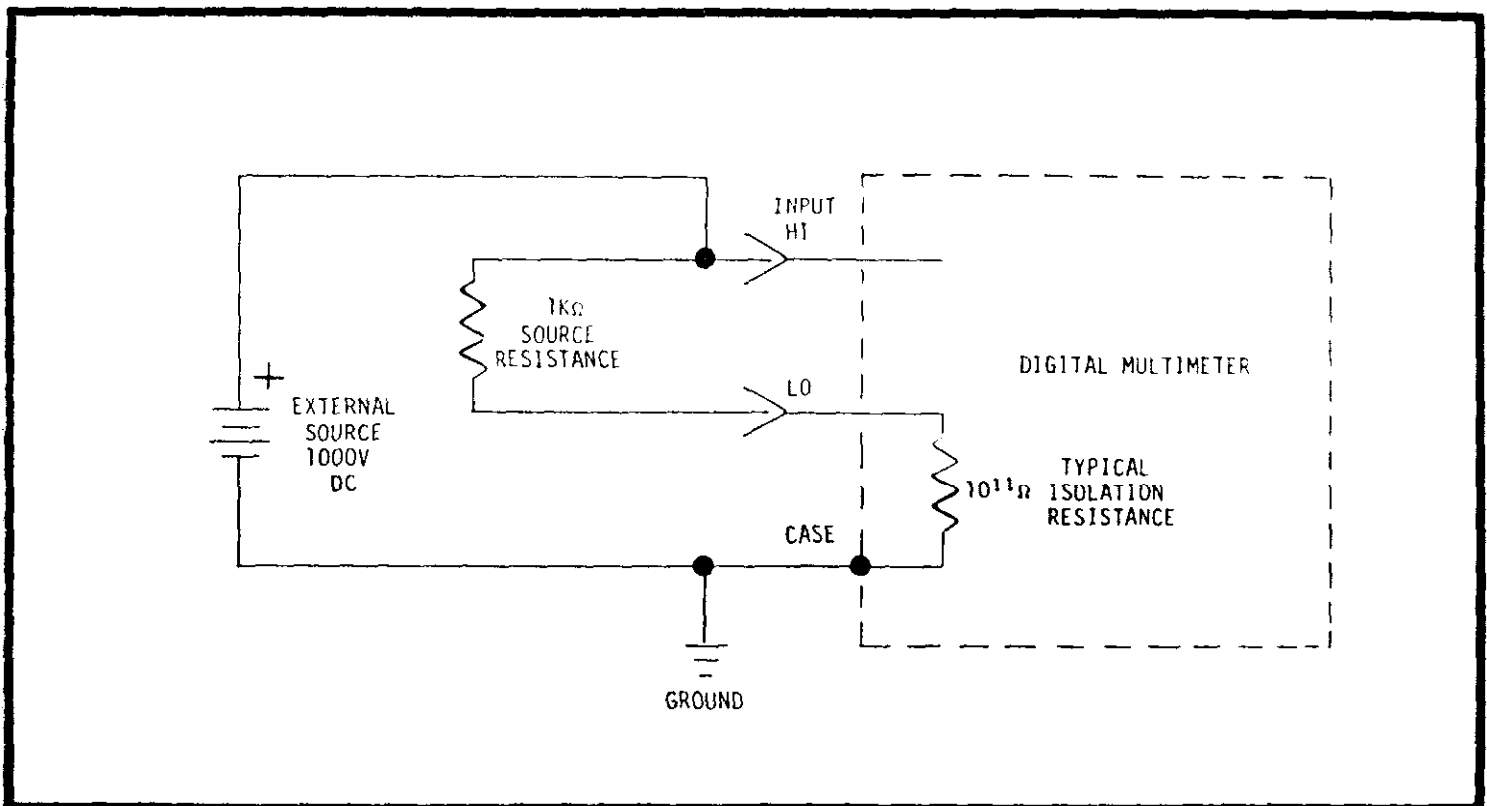 INPUT
HI
1KΩ
SOURCE
RESISTANCE
DIGITAL MULTIMETER
LO
+
EXTERNAL
SOURCE
1000V
DC
TYPICAL
10¹¹Ω ISOLATION
RESISTANCE
CASE
GROUND